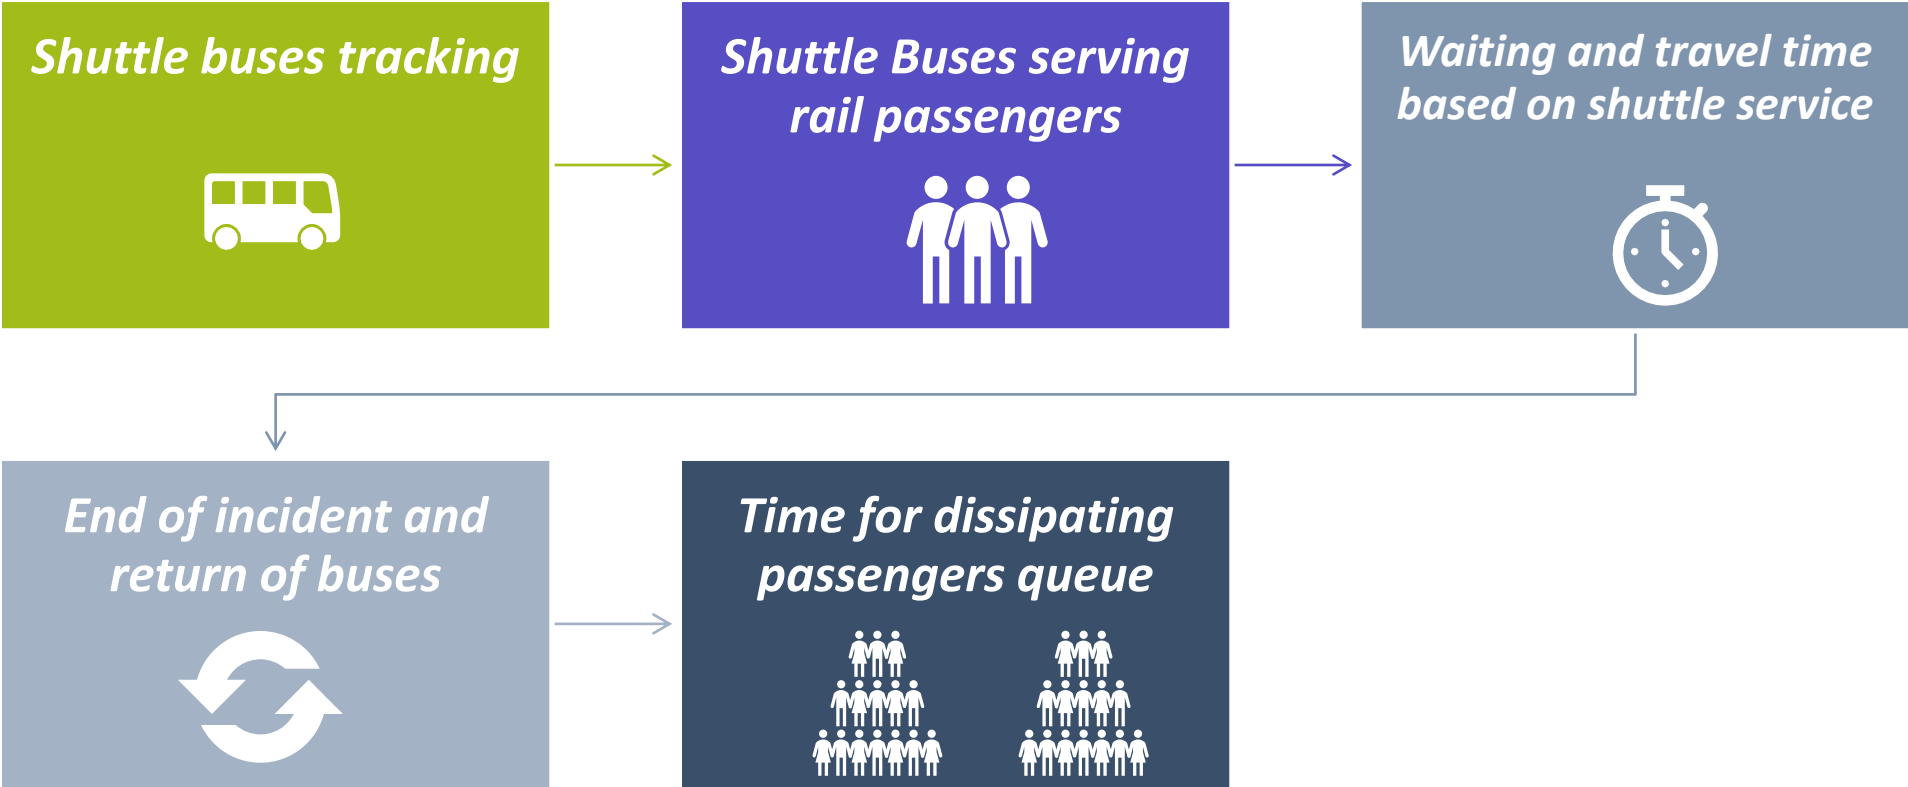 Shuttle buses tracking
Shuttle Buses serving
rail passengers
Waiting and travel time
based on shuttle service
End of incident and
return of buses
Time for dissipating
passengers queue